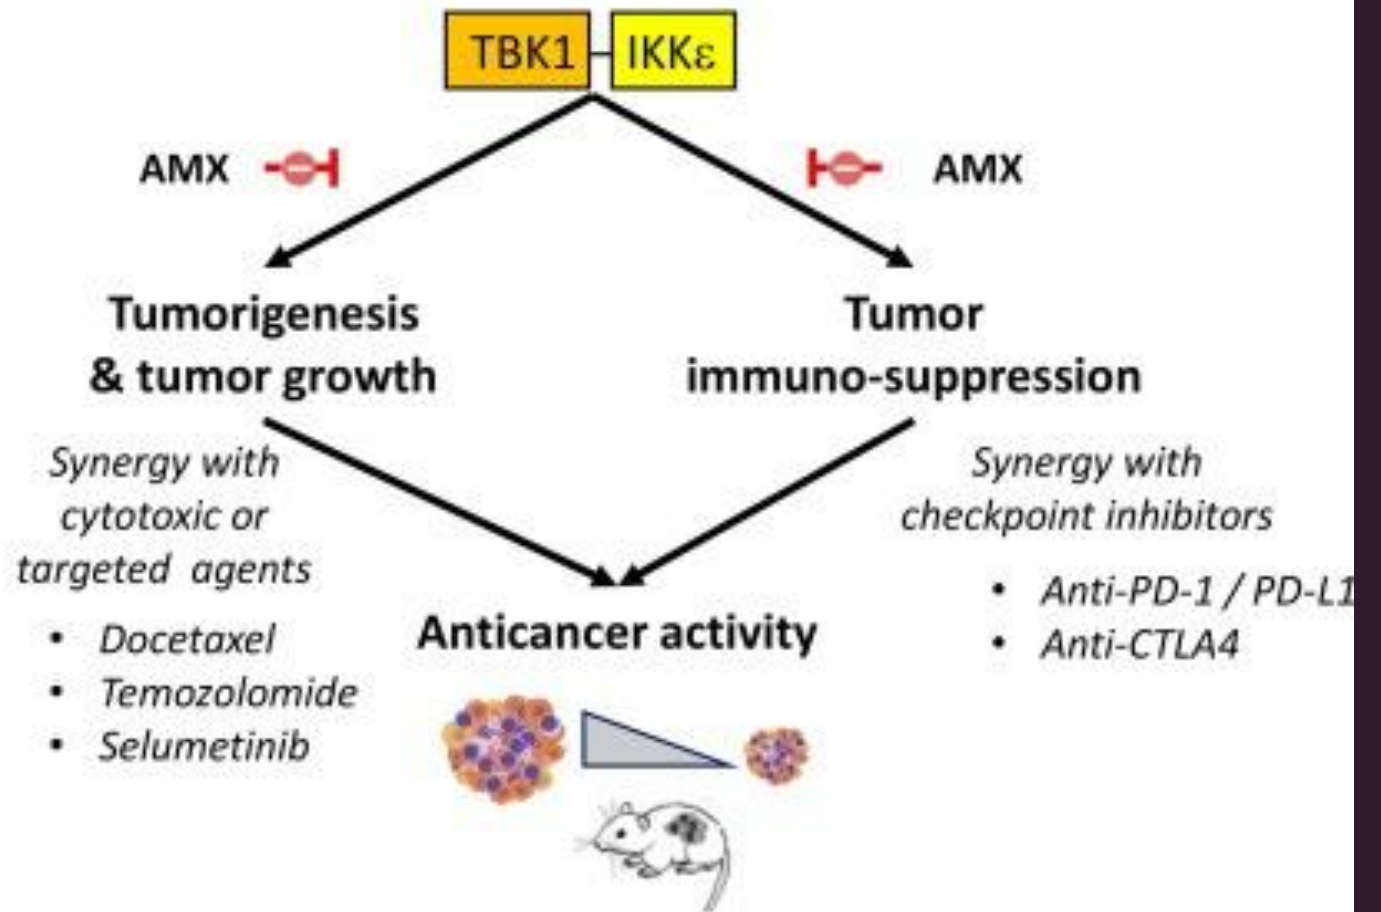 TBK1 IKKε
AMX AMX
Tumorigenesis
& tumor growth
Tumor
immuno-suppression
Synergy with
cytotoxic or
targeted agents
• Docetaxel
• Temozolomide
• Selumetinib
Synergy with
checkpoint inhibitors
• Anti-PD-1 / PD-L1
• Anti-CTLA4
Anticancer activity